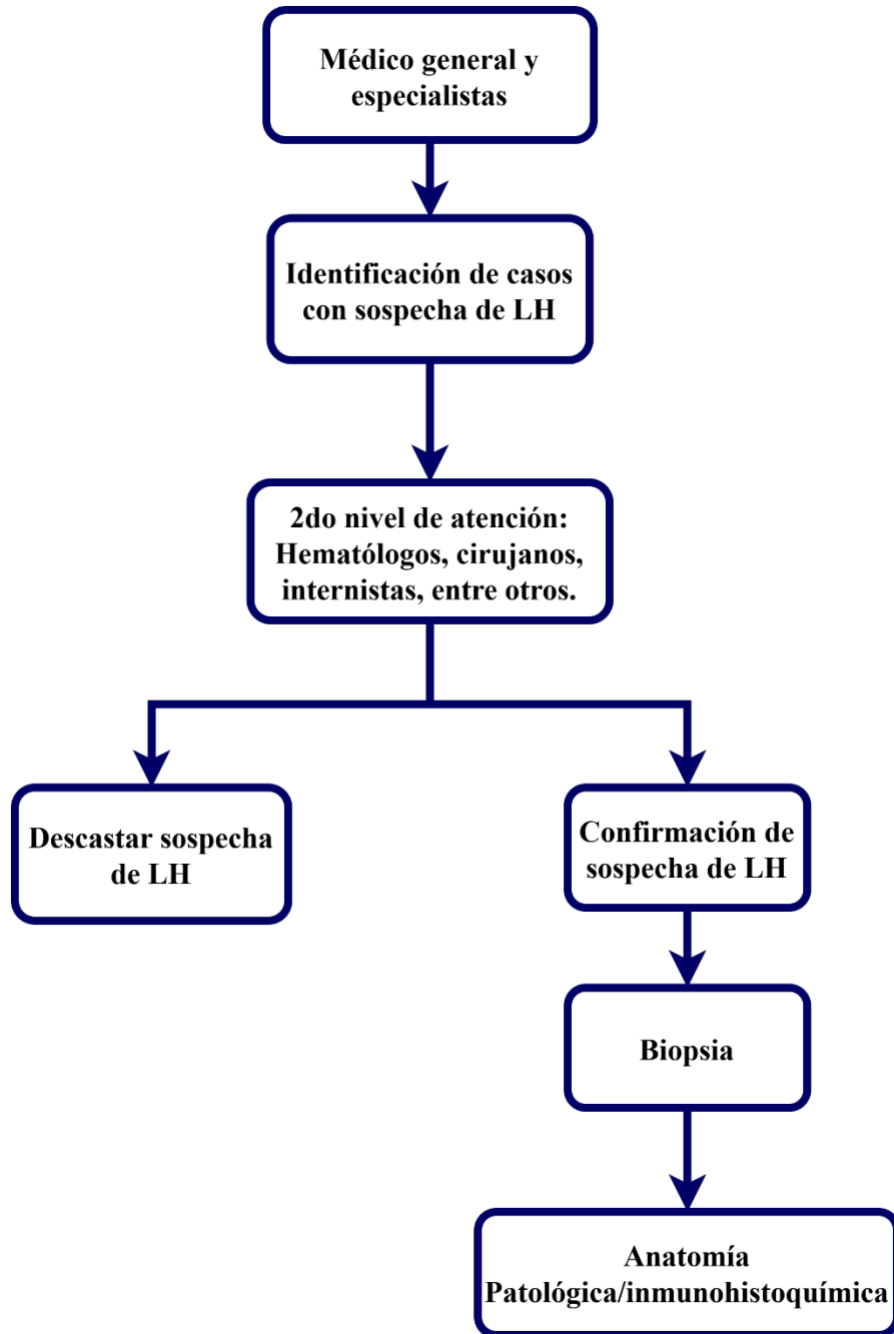 Médico general y
especialistas
Identificación de casos
con sospecha de LH
2do nivel de atención:
Hematólogos, cirujanos,
internistas, entre otros.
Descastar sospecha
de LH
Confirmación de
sospecha de LH
Biopsia
Anatomía
Patológica/inmunohistoquímica